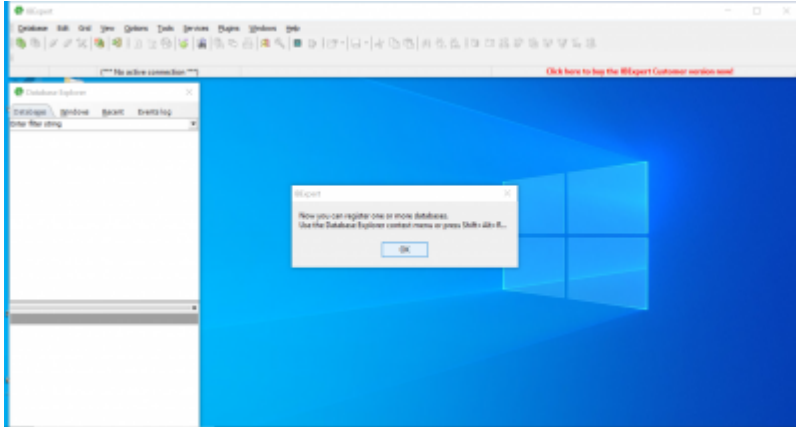 IBExpert
Database Edit Grid View Options Tools Services Plugins Windows Help
(*** No active connection ***)
Click here to buy the IBExpert Customer version now!
Database Explorer
Databases Windows Recent Events log
Enter filter string
IBExpert
Now you can register one or more databases.
Use the Database Explorer context menu or press Shift+Alt+R...
OK